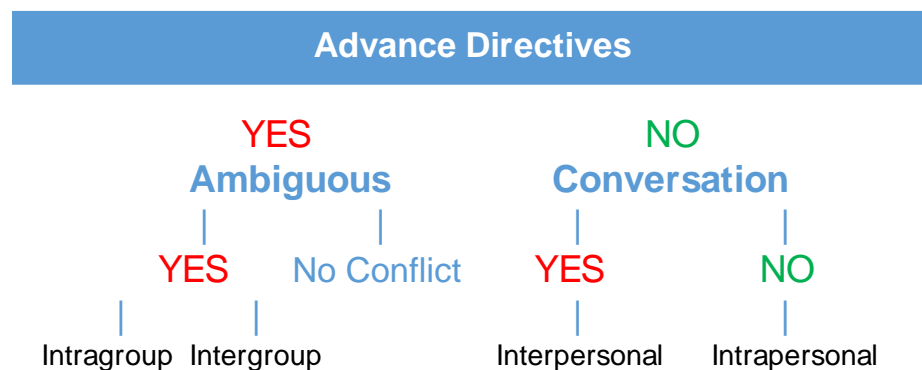 Advance Directives
YES NO
Ambiguous Conversation
YES No Conflict YES NO
Intragroup Intergroup Interpersonal Intrapersonal